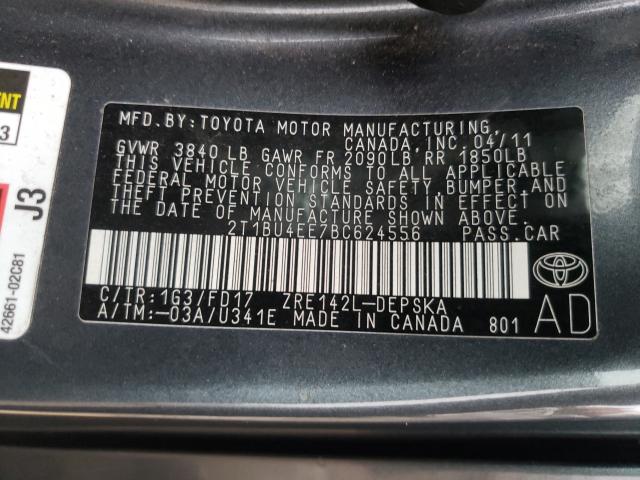 ENT
3
J3
42661-02C81
MFD. BY: TOYOTA MOTOR MANUFACTURING,
CANADA, INC. 04/11
GVWR 3840 LB GAWR FR 2090LB RR 1850LB
THIS VEHICLE CONFORMS TO ALL APPLICABLE
FEDERAL MOTOR VEHICLE SAFETY, BUMPER, AND
THEFT PREVENTION STANDARDS IN EFFECT ON
THE DATE OF MANUFACTURE SHOWN ABOVE.
2T1BU4EE7BC624556 PASS.CAR
C/TR:1G3/FD17 ZRE142L-DEPSKA
A/TM:-03A/U341E MADE IN CANADA 801
AD